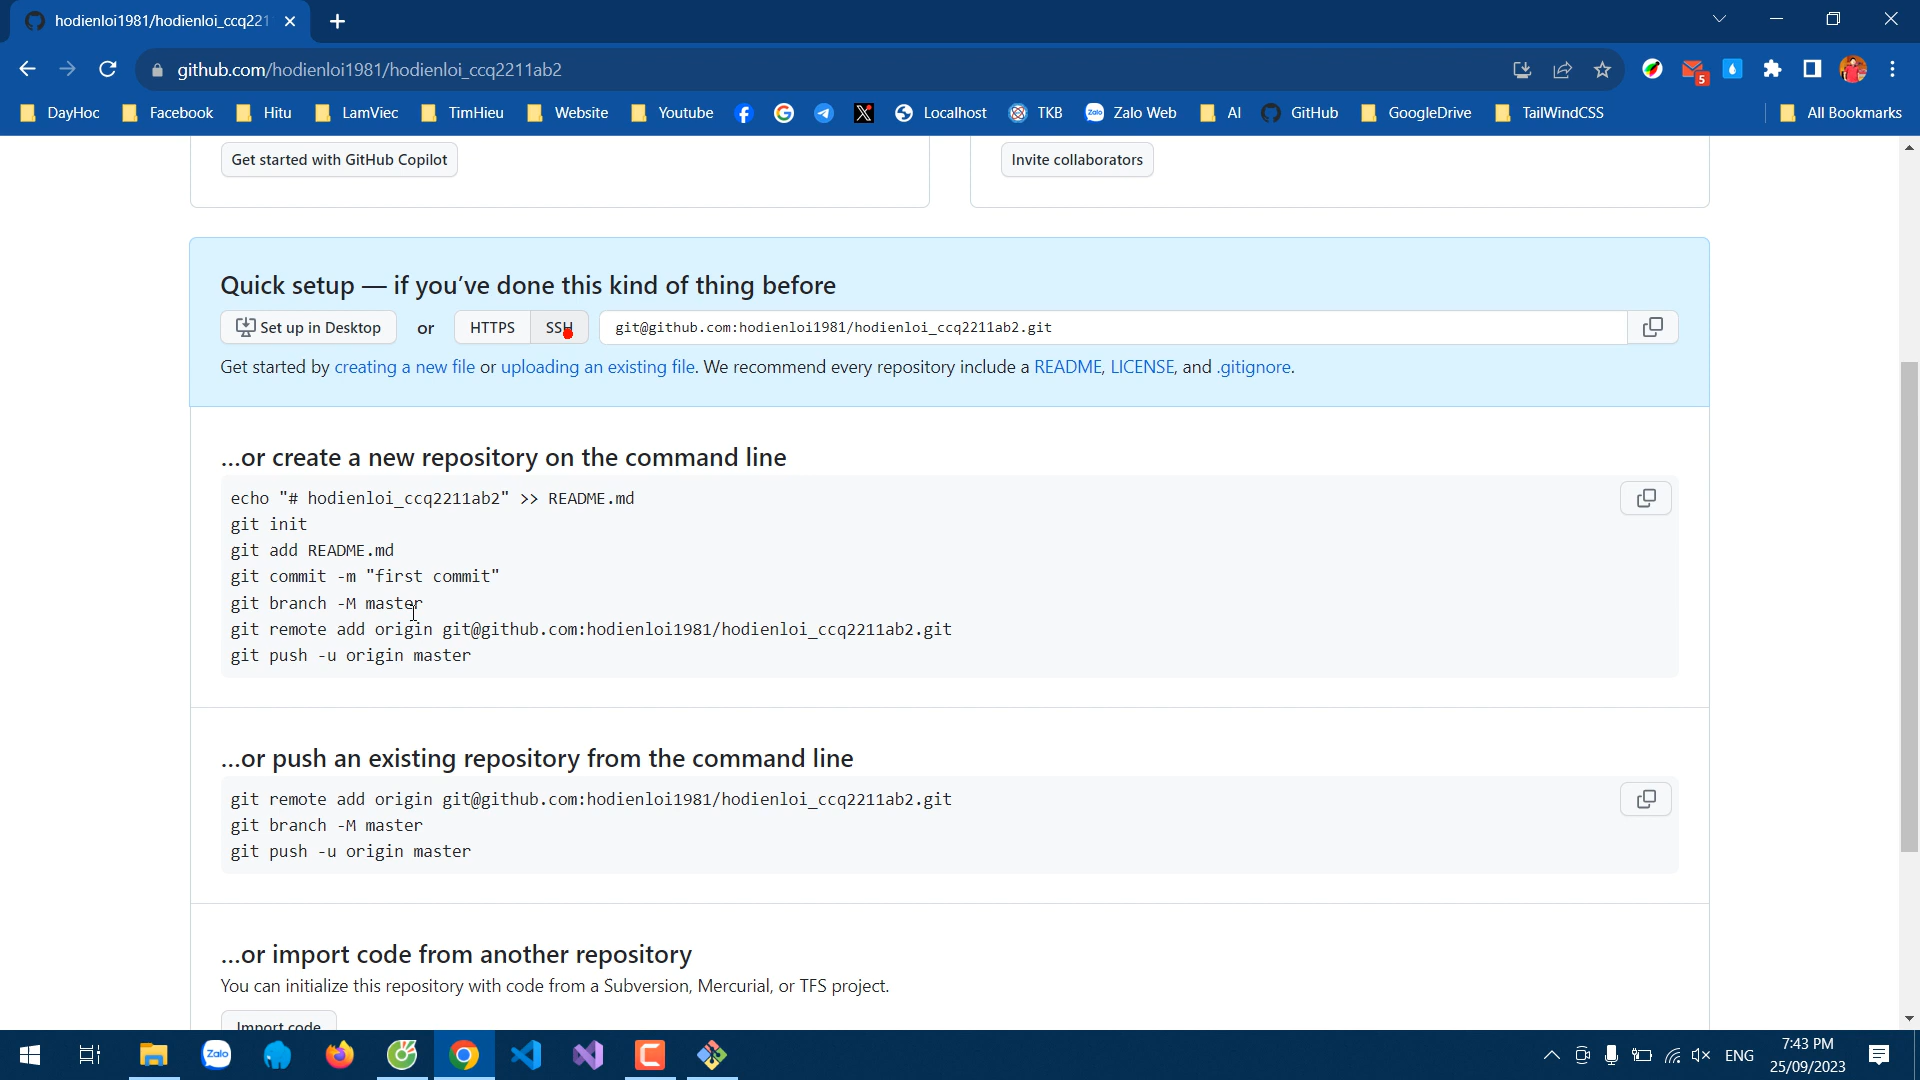 hodienloi1981/hodienloi_ccq221
github.com/hodienloi1981/hodienloi_ccq2211ab2
5
DayHoc Facebook Hitu LamViec TimHieu Website Youtube Localhost TKB Zalo Zalo Web AI GitHub GoogleDrive TailWindCSS All Bookmarks
Get started with GitHub Copilot Invite collaborators
Quick setup — if you’ve done this kind of thing before
Set up in Desktop or HTTPS SSH git@github.com:hodienloi1981/hodienloi_ccq2211ab2.git
Get started by creating a new file or uploading an existing file. We recommend every repository include a README, LICENSE, and .gitignore.
…or create a new repository on the command line
echo "# hodienloi_ccq2211ab2" >> README.md
git init
git add README.md
git commit -m "first commit"
git branch -M master
git remote add origin git@github.com:hodienloi1981/hodienloi_ccq2211ab2.git
git push -u origin master
…or push an existing repository from the command line
git remote add origin git@github.com:hodienloi1981/hodienloi_ccq2211ab2.git
git branch -M master
git push -u origin master
…or import code from another repository
You can initialize this repository with code from a Subversion, Mercurial, or TFS project.
Import code
Zalo ENG 7:43 PM
25/09/2023